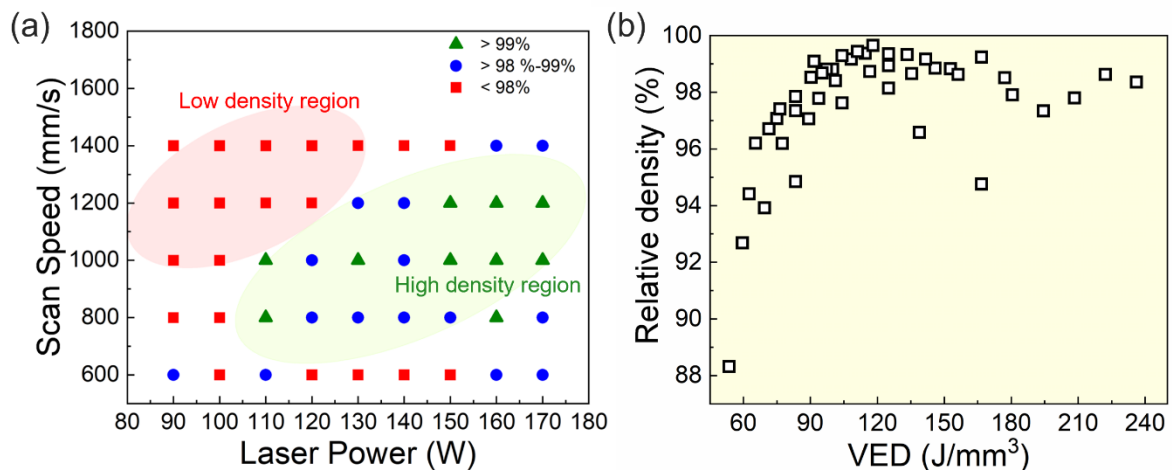 (a)
1800
1600
1400
1200
1000
800
600
Scan Speed (mm/s)
> 99%
> 98 %-99%
< 98%
Low density region
High density region
80 90 100 110 120 130 140 150 160 170 180
Laser Power (W)
(b)
100
98
96
94
92
90
88
Relative density (%)
60 90 120 150 180 210 240
VED (J/mm³)